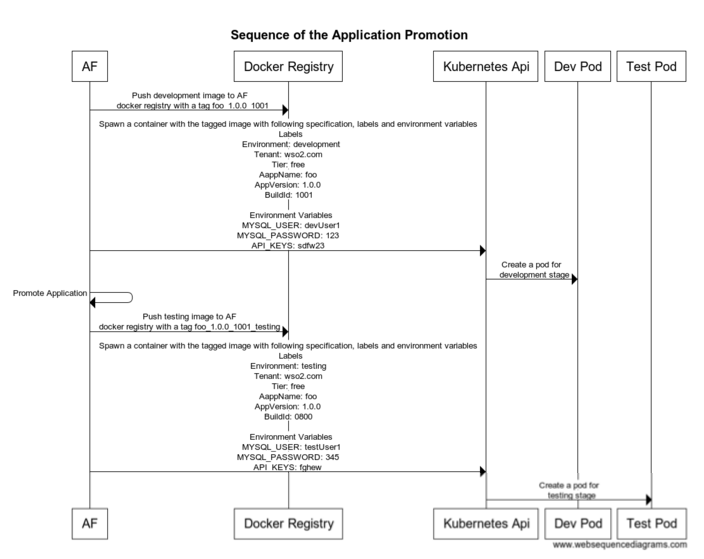 Sequence of the Application Promotion
AF
Docker Registry
Kubernetes Api
Dev Pod
Test Pod
Push development image to AF
docker registry with a tag foo_1.0.0_1001
Spawn a container with the tagged image with following specification, labels and environment variables
Labels
Environment: development
Tenant: wso2.com
Tier: free
AappName: foo
AppVersion: 1.0.0
BuildId: 1001
Environment Variables
MYSQL_USER: devUser1
MYSQL_PASSWORD: 123
API_KEYS: sdfw23
Create a pod for
development stage
Promote Application
Push testing image to AF
docker registry with a tag foo_1.0.0_1001_testing
Spawn a container with the tagged image with following specification, labels and environment variables
Labels
Environment: testing
Tenant: wso2.com
Tier: free
AappName: foo
AppVersion: 1.0.0
BuildId: 0800
Environment Variables
MYSQL_USER: testUser1
MYSQL_PASSWORD: 345
API_KEYS: fghew
Create a pod for
testing stage
AF
Docker Registry
Kubernetes Api
Dev Pod
Test Pod
www.websequencediagrams.com